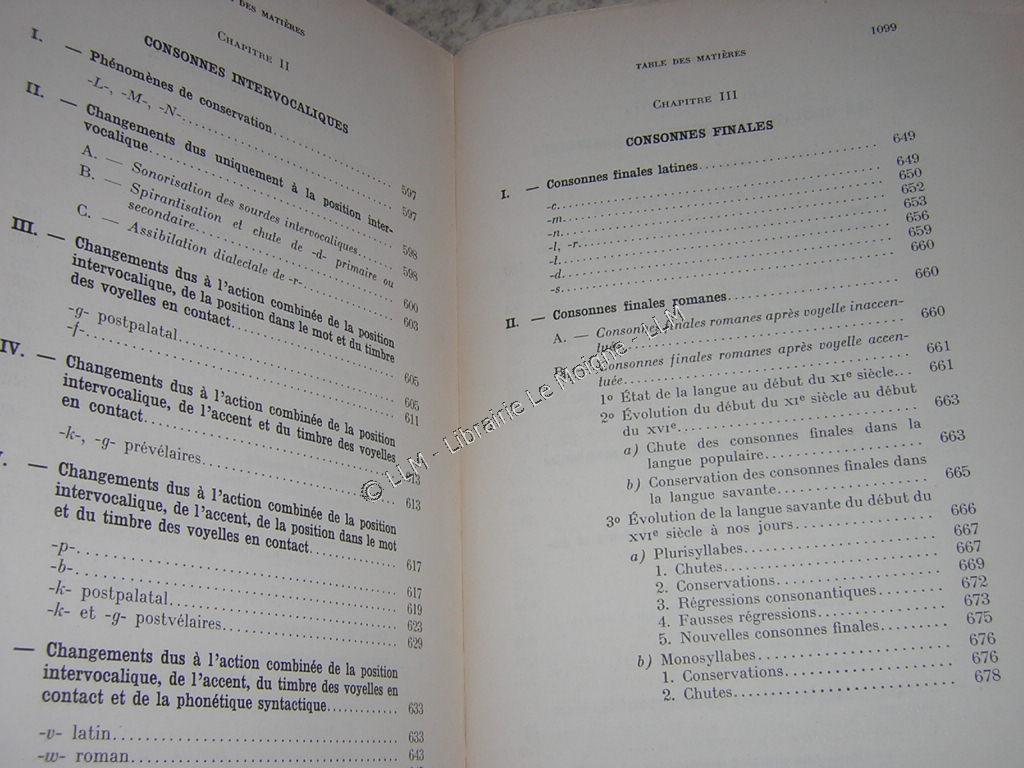 DES MATIÈRES
CHAPITRE II
CONSONNES INTERVOCALIQUES
I. — Phénomènes de conservation
597
-L-, -M-, -N-
597
II. — Changements dus uniquement à la position inter-
vocalique
598
A. — Sonorisation des sourdes intervocaliques
598
B. — Spirantisation et chute de -d- primaire ou
secondaire
600
C. — Assibilation dialectale de -r-
603
III. — Changements dus à l'action combinée de la position
intervocalique, de la position dans le mot et du timbre
des voyelles en contact
605
-g- postpalatal
605
-j-
611
IV. — Changements dus à l'action combinée de la position
intervocalique, de l'accent et du timbre des voyelles
en contact
613
-k-, -g- prévélaires
613
. — Changements dus à l'action combinée de la position
intervocalique, de l'accent, de la position dans le mot
et du timbre des voyelles en contact
617
-p-
617
-b-
619
-k- postpalatal
623
-k- et -g- postvélaires
629
— Changements dus à l'action combinée de la position
intervocalique, de l'accent, du timbre des voyelles en
contact et de la phonétique syntactique
633
-v- latin
633
-w- roman
643
1099
TABLE DES MATIÈRES
CHAPITRE III
CONSONNES FINALES
I. — Consonnes finales latines
649
-c
649
-m
650
-n
652
-l, -r
653
-t
656
-d
659
-s
660
II. — Consonnes finales romanes
660
A. — Consonnes finales romanes après voyelle inaccen-
tuée
660
B. Consonnes finales romanes après voyelle accen-
tuée
661
1º État de la langue au début du XIe siècle
661
2º Évolution du début du XIe siècle au début
du XVIe
663
a) Chute des consonnes finales dans la
langue populaire
663
b) Conservation des consonnes finales dans
la langue savante
665
3º Évolution de la langue savante du début du
XVIe siècle à nos jours
666
a) Plurisyllabes
667
1. Chutes
667
2. Conservations
669
3. Régressions consonantiques
672
4. Fausses régressions
673
5. Nouvelles consonnes finales
675
b) Monosyllabes
676
1. Conservations
676
2. Chutes
678
© LLM - Librairie Le Moigne - LLM